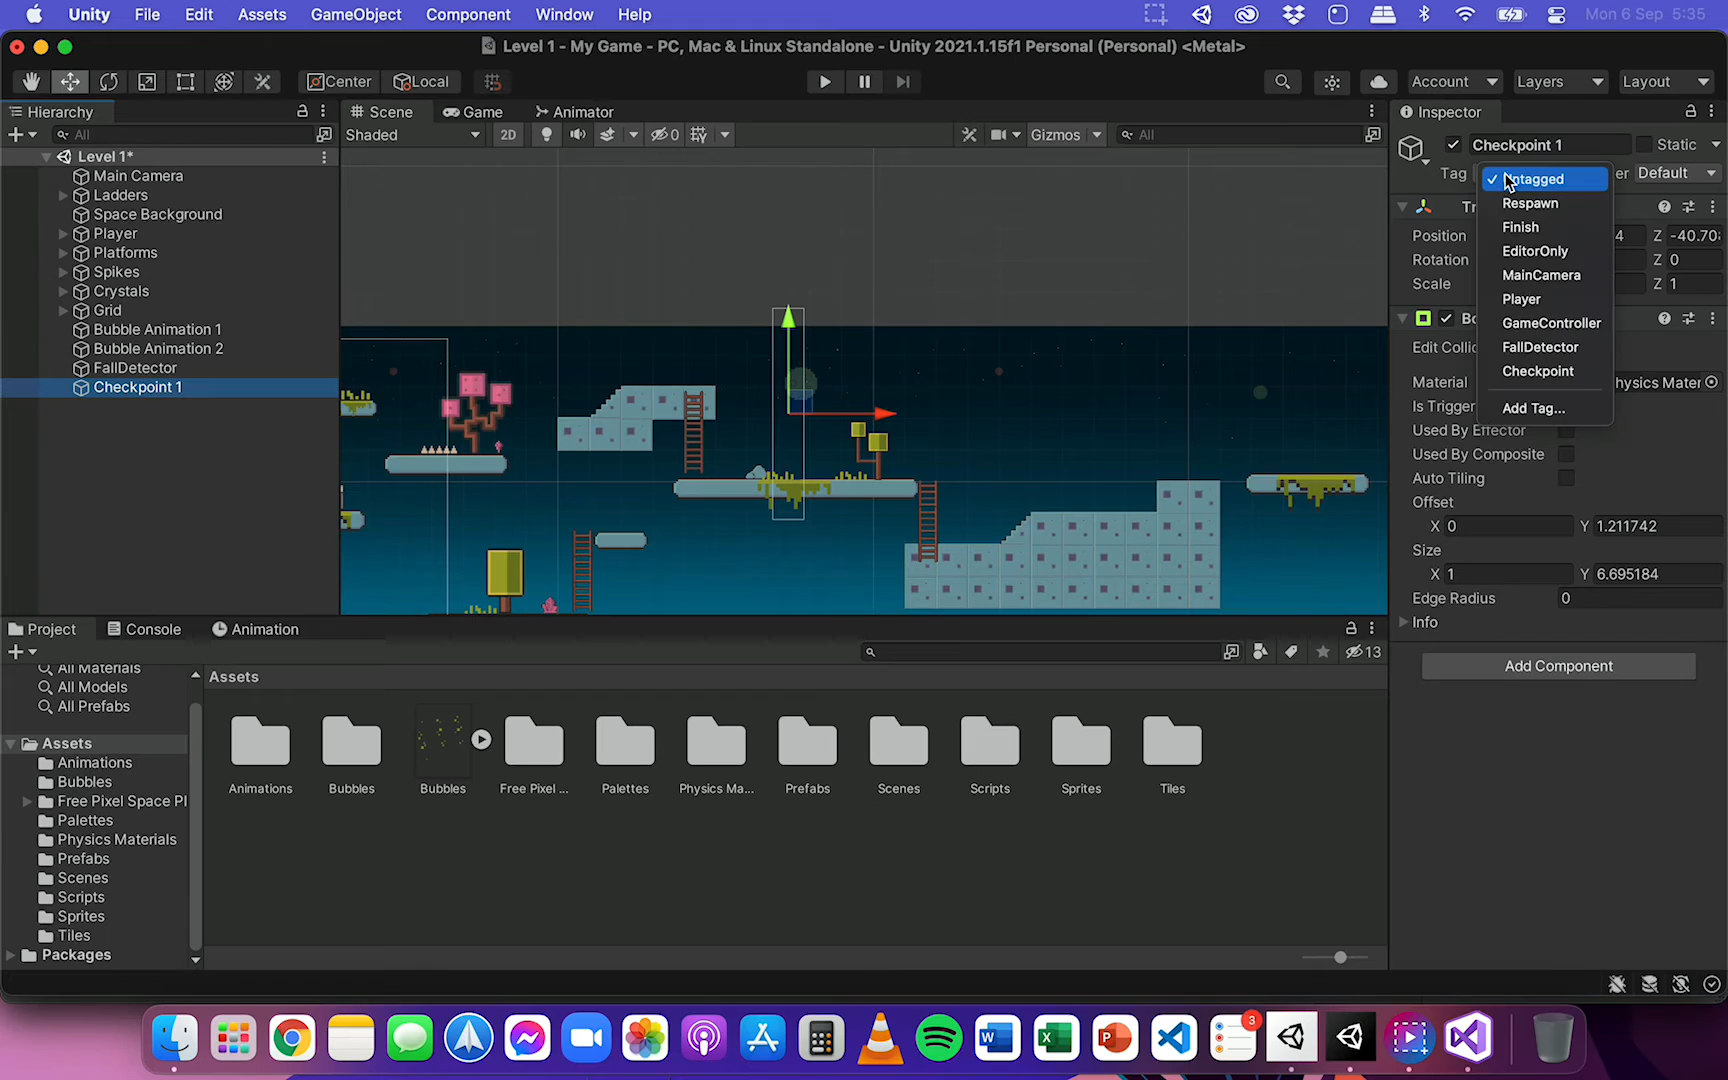 Unity File Edit Assets GameObject Component Window Help Mon 6 Sep 5:35
Level 1 - My Game - PC, Mac & Linux Standalone - Unity 2021.1.15f1 Personal (Personal) <Metal>
Center Local Account Layers Layout
Hierarchy Scene Game Animator Inspector
All Shaded 2D 0 Gizmos All Checkpoint 1 Static
Level 1*
Tag er Default
Main Camera
Ladders
Space Background
Player
Platforms
Spikes
Crystals
Grid
Bubble Animation 1
Bubble Animation 2
FallDetector
Checkpoint 1
Untagged
Respawn
Finish
EditorOnly
MainCamera
Player
GameController
FallDetector
Checkpoint
Add Tag...
Tr
Position 4 Z -40.70
Rotation Z 0
Scale Z 1
Bo
Edit Collic
Material hysics Mater
Is Trigger
Used By Effector
Used By Composite
Auto Tiling
Offset
X 0 Y 1.211742
Size
X 1 Y 6.695184
Edge Radius 0
Info
Add Component
Project Console Animation
13
All Materials
All Models
All Prefabs
Assets
Animations
Bubbles
Free Pixel Space Pl
Palettes
Physics Materials
Prefabs
Scenes
Scripts
Sprites
Tiles
Packages
Assets
Animations Bubbles Bubbles Free Pixel ... Palettes Physics Ma... Prefabs Scenes Scripts Sprites Tiles
3
W X P